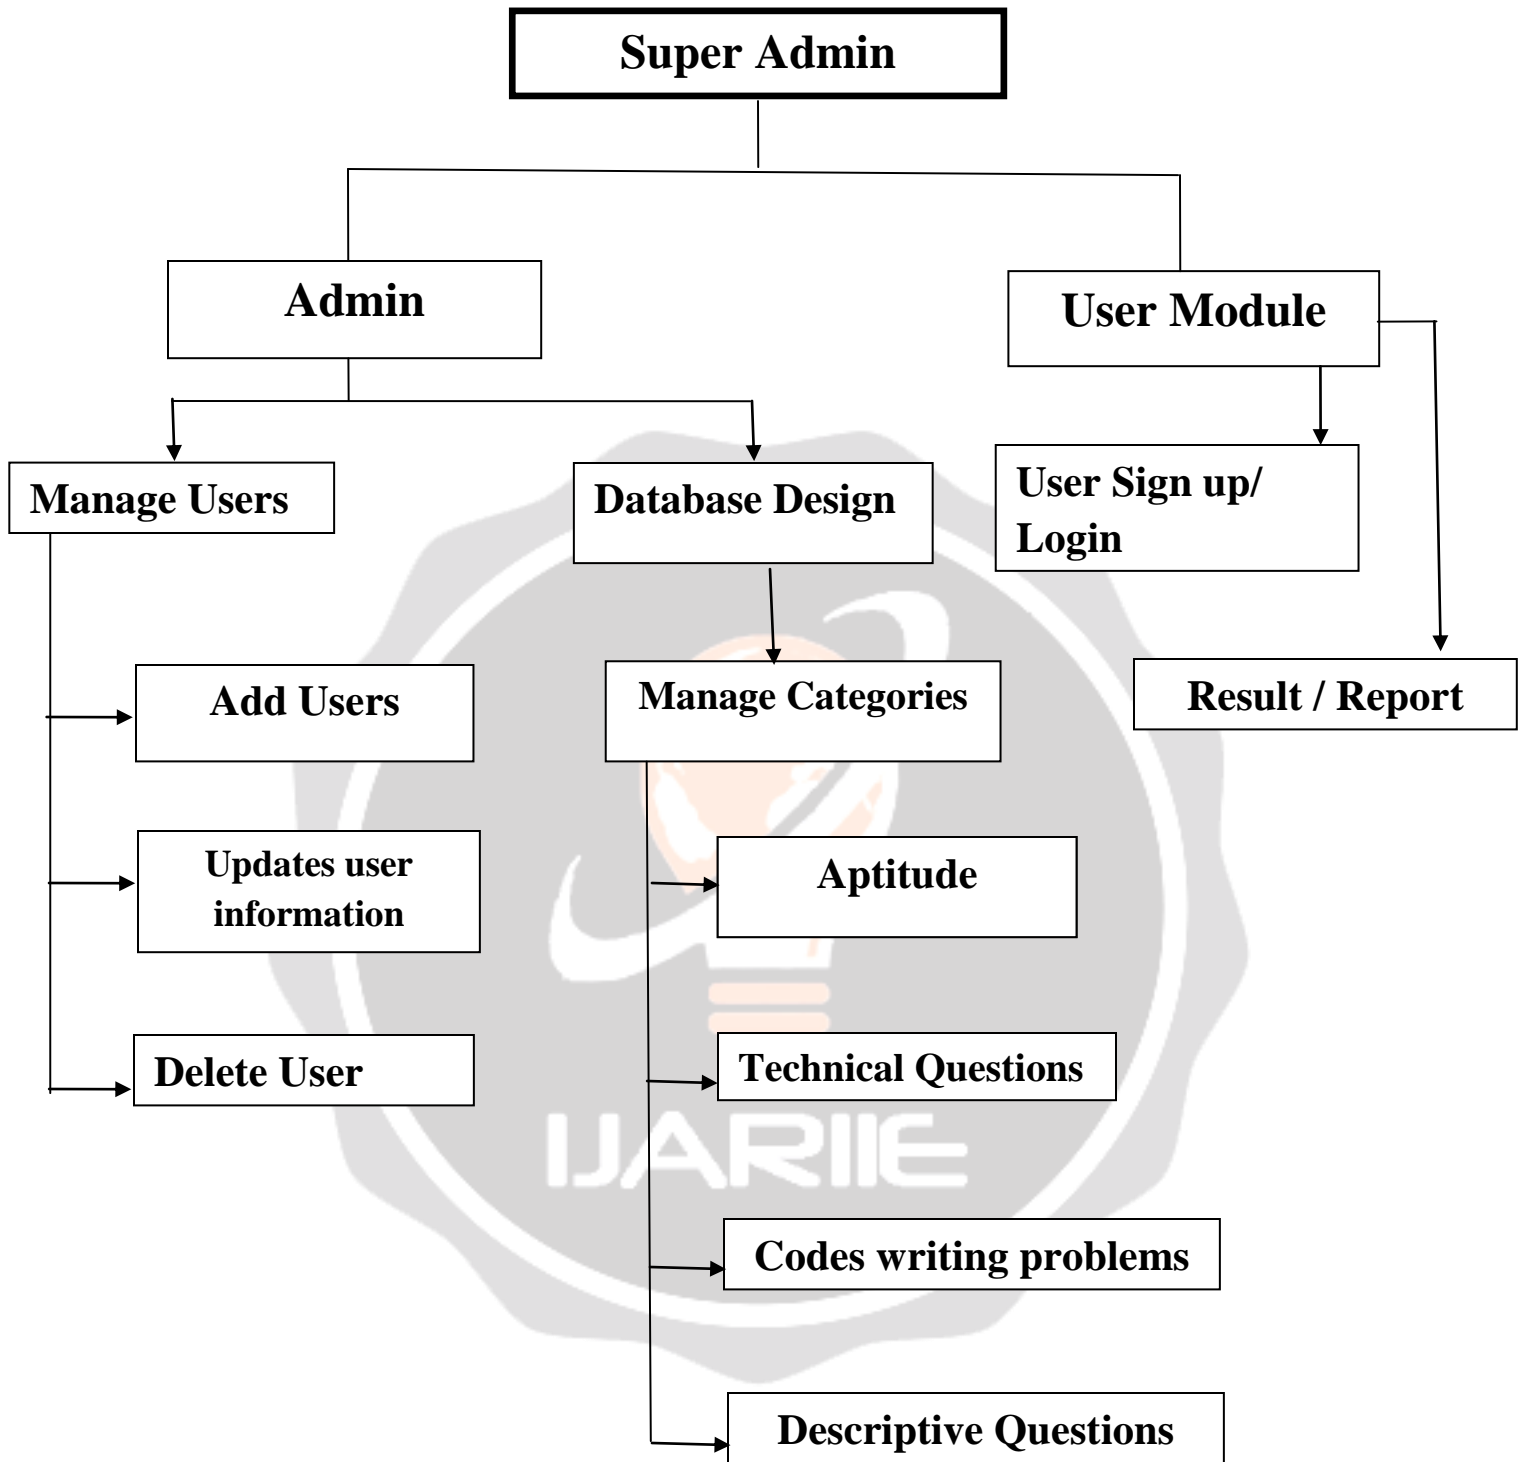 Super Admin
Admin
User Module
Manage Users
Database Design
User Sign up/
Login
Add Users
Manage Categories
Result / Report
Updates user
information
Aptitude
Delete User
Technical Questions
IJARIIE
Codes writing problems
Descriptive Questions